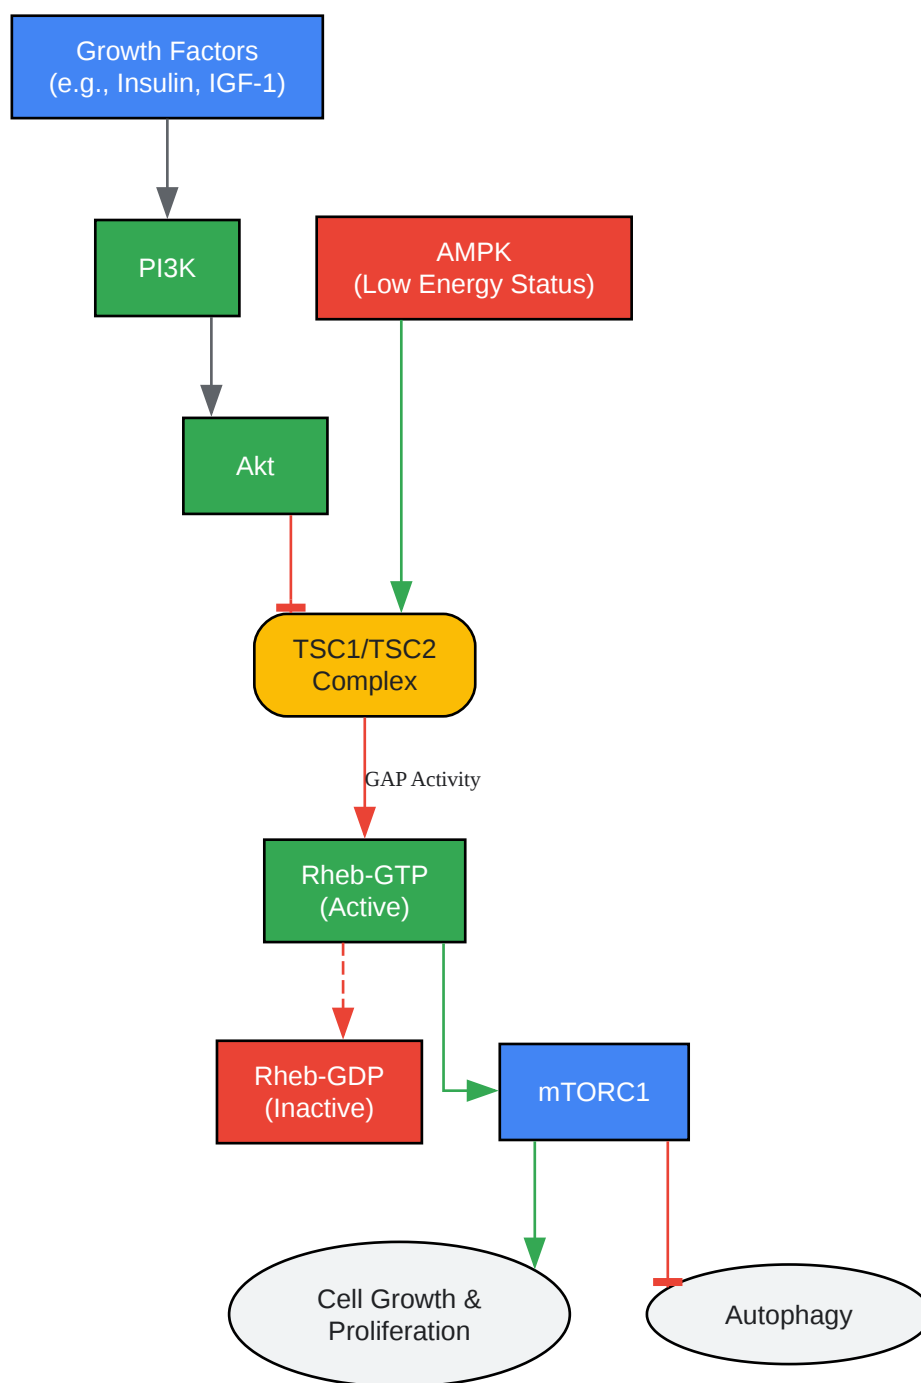 Growth Factors
(e.g., Insulin, IGF-1)
PI3K
AMPK
(Low Energy Status)
Akt
TSC1/TSC2
Complex
GAP Activity
Rheb-GTP
(Active)
Rheb-GDP
(Inactive)
mTORC1
Cell Growth &
Proliferation
Autophagy